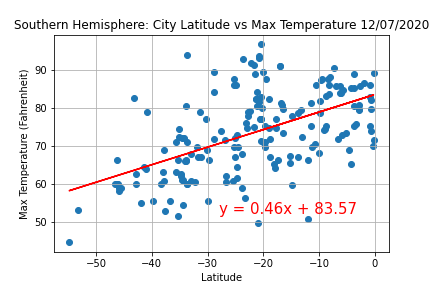 Southern Hemisphere: City Latitude vs Max Temperature 12/07/2020
Max Temperature (Fahrenheit)
90
80
70
60
50
y = 0.46x + 83.57
−50
−40
−30
−20
−10
0
Latitude